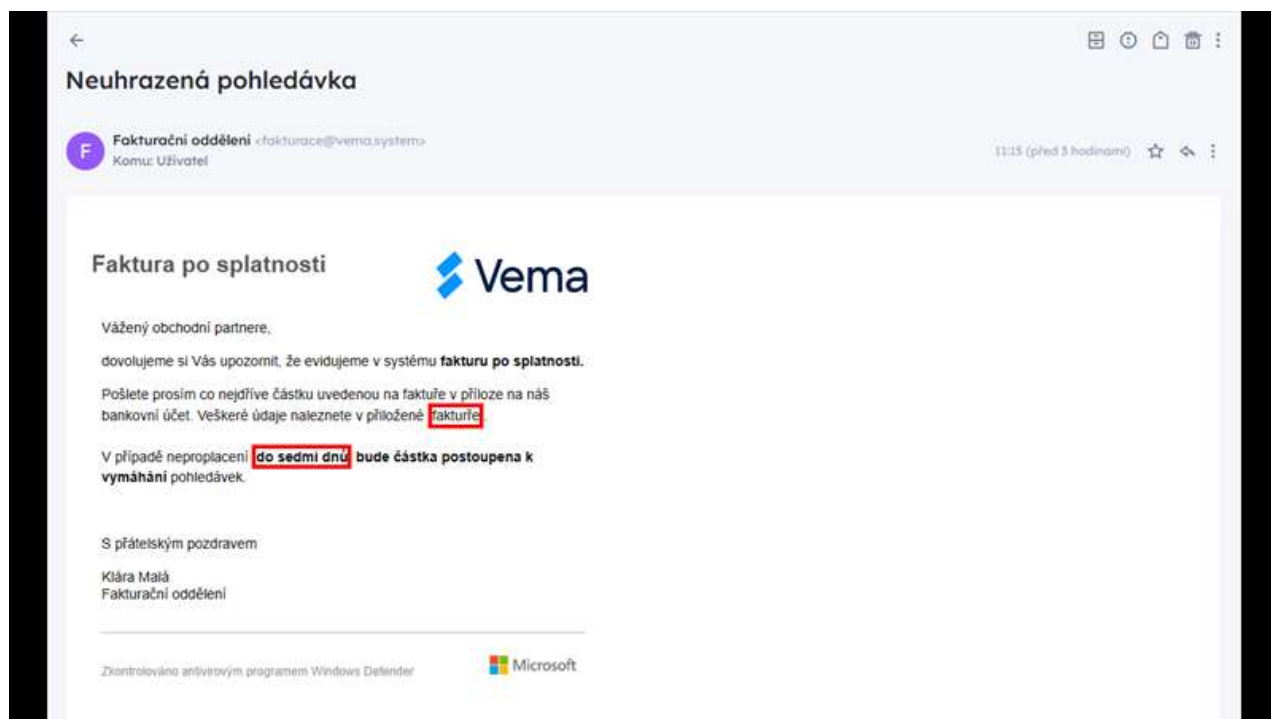 Neuhrazená pohledávka
F
Fakturační oddělení <fakturace@vema.system>
Komu: Uživatel
11:15 (před 3 hodinami)
Faktura po splatnosti
Vema
Vážený obchodní partnere,
dovolujeme si Vás upozornit, že evidujeme v systému fakturu po splatnosti.
Pošlete prosím co nejdříve částku uvedenou na faktuře v příloze na náš
bankovní účet. Veškeré údaje naleznete v přiložené faktuře.
V případě neproplacení do sedmi dnů bude částka postoupena k
vymáhání pohledávek.
S přátelským pozdravem
Klára Malá
Fakturační oddělení
Zkontrolováno antivirovým programem Windows Defender
Microsoft